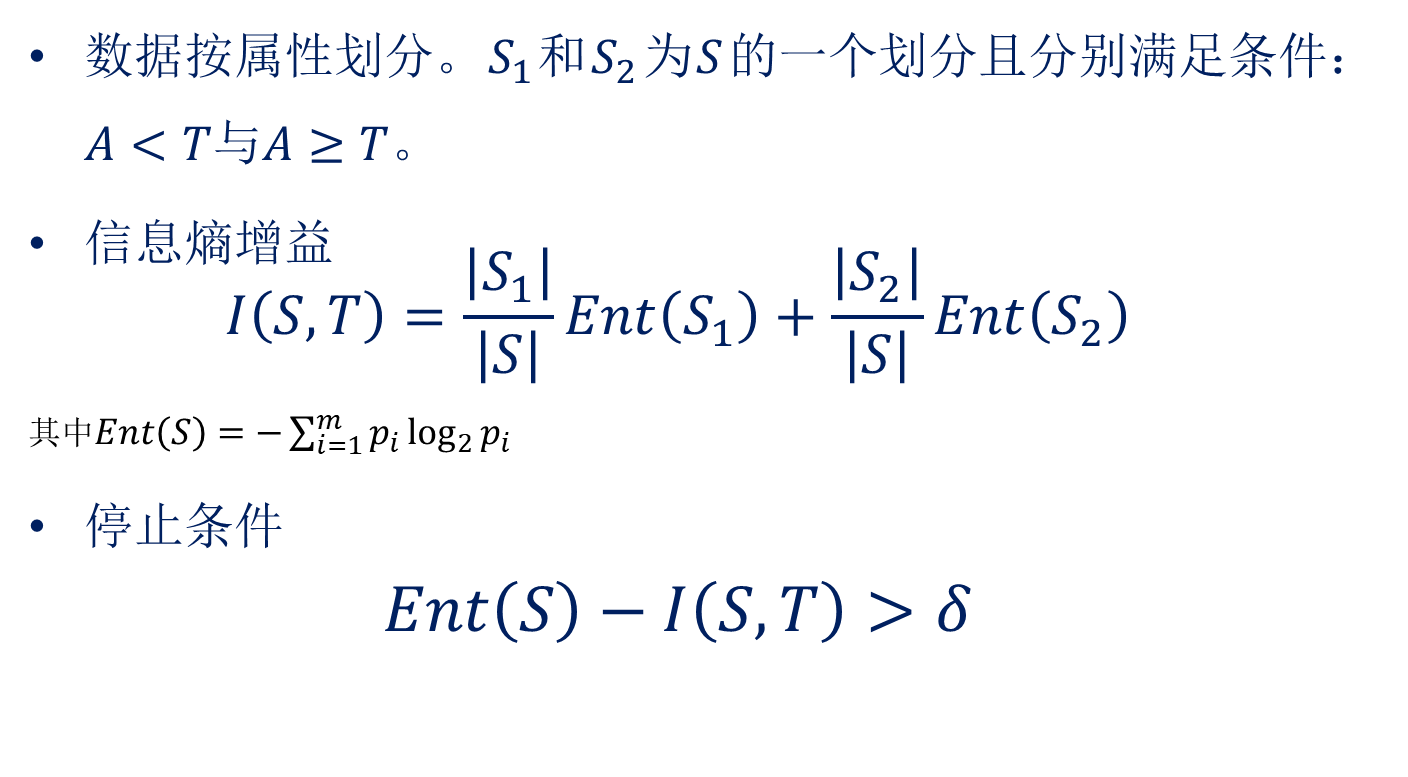 • 数据按属性划分。S₁和S₂为S的一个划分且分别满足条件：
A < T与A ≥ T。
• 信息熵增益
I(S,T) = |S₁|/|S| Ent(S₁) + |S₂|/|S| Ent(S₂)
其中Ent(S) = −∑ᵢ₌₁ᵐ pᵢ log₂ pᵢ
• 停止条件
Ent(S) − I(S,T) > δ